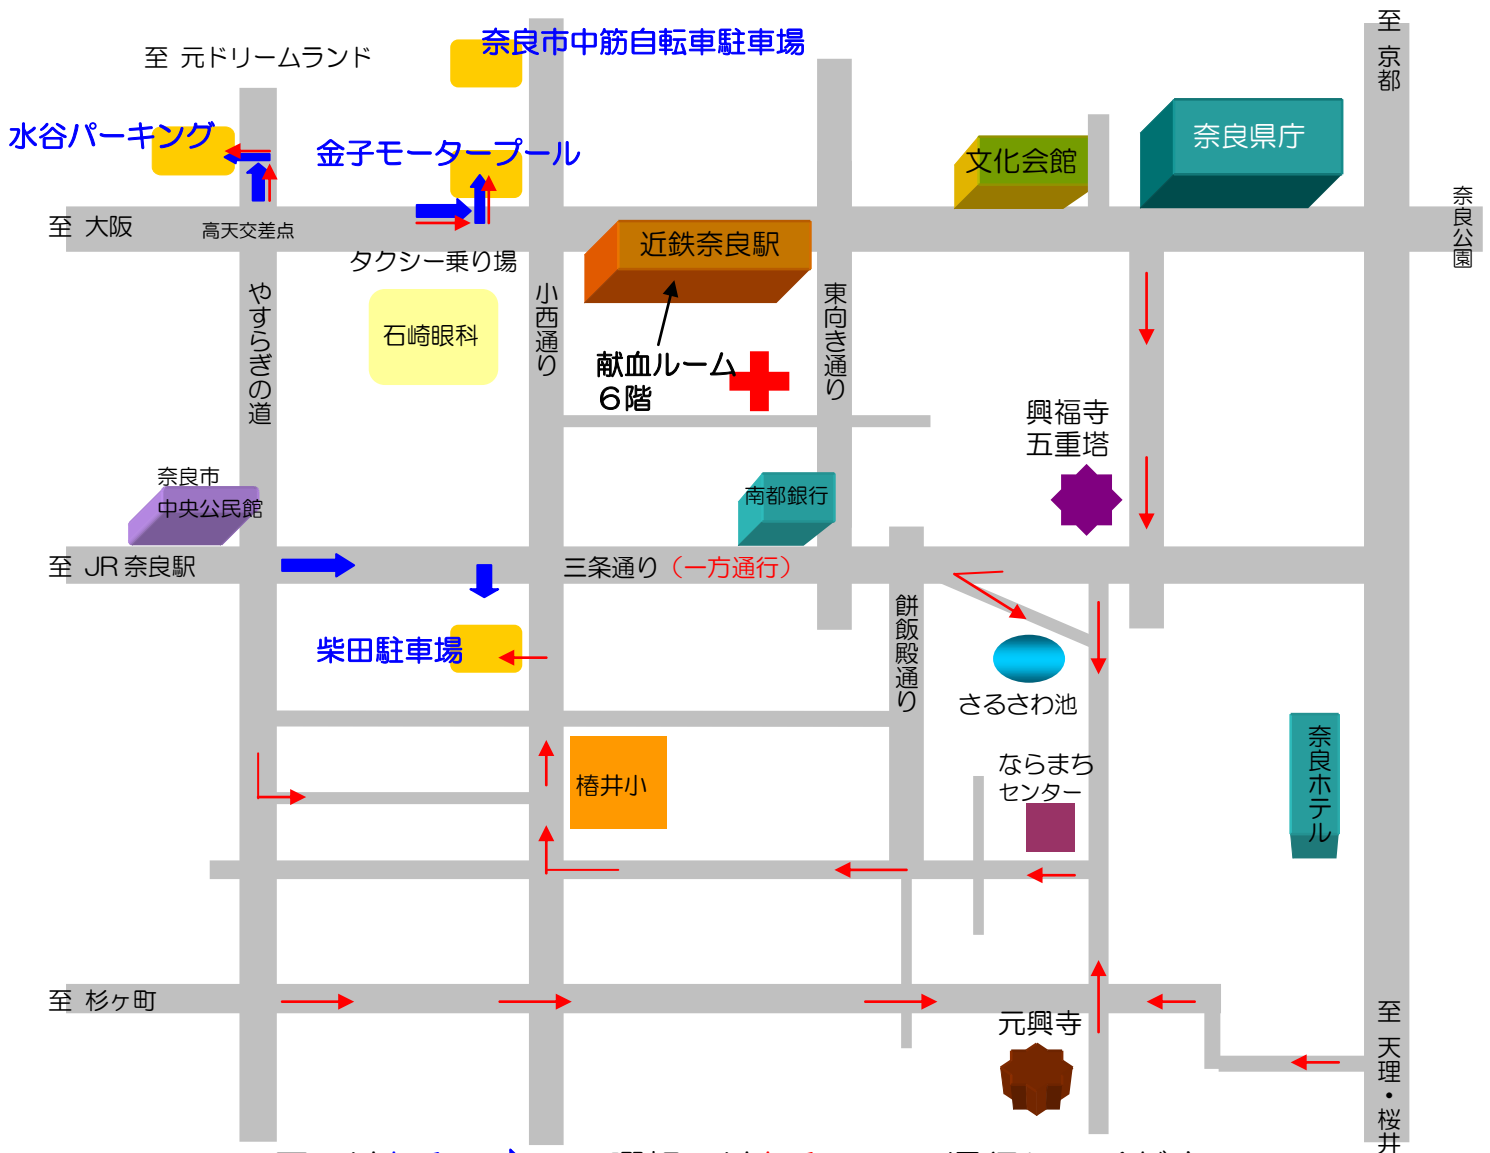 至 京都
奈良市中筋自転車駐車場
至 元ドリームランド
水谷パーキング
金子モータープール
文化会館
奈良県庁
至 大阪
高天交差点
奈良公園
近鉄奈良駅
タクシー乗り場
やすらぎの道
小西通り
東向き通り
石崎眼科
献血ルーム
６階
興福寺
五重塔
奈良市
中央公民館
南都銀行
至 JR奈良駅
三条通り（一方通行）
餅飯殿通り
柴田駐車場
さるさわ池
奈良ホテル
ならまち
センター
椿井小
至 杉ヶ町
元興寺
至 天理・桜井